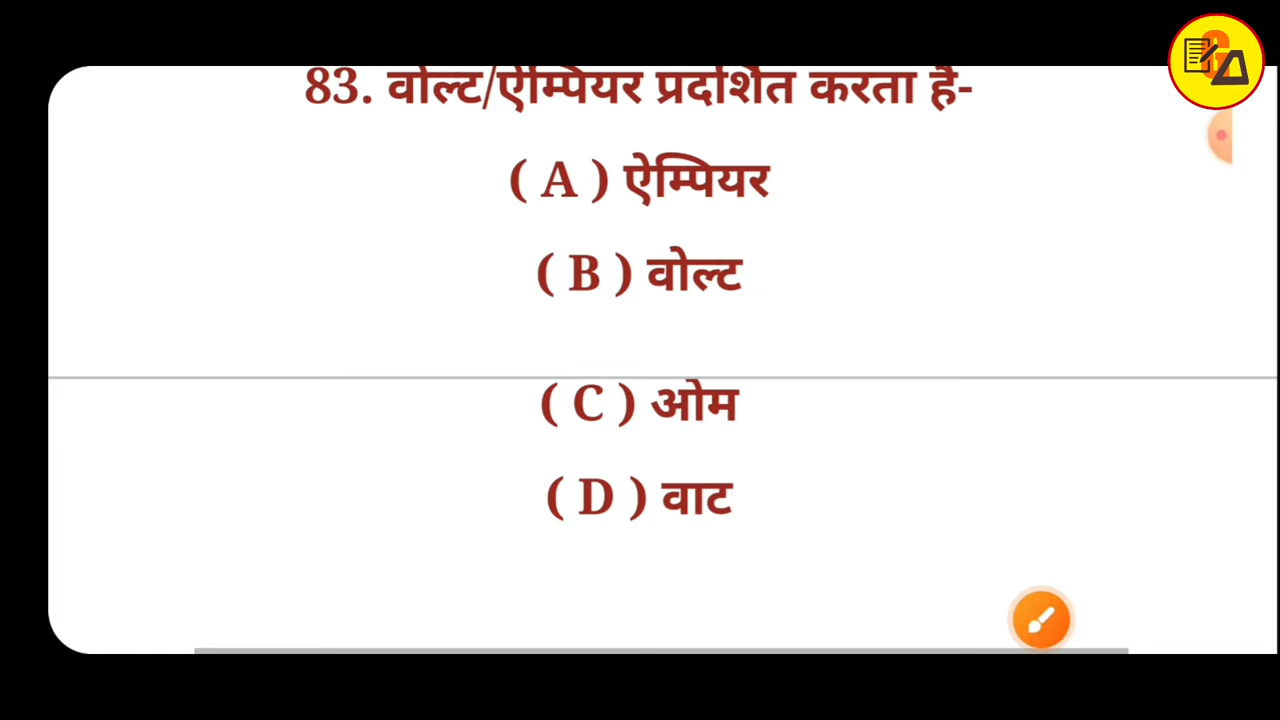 83. वोल्ट/ऐम्पियर प्रदर्शित करता है-
( A ) ऐम्पियर
( B ) वोल्ट
( C ) ओम
( D ) वाट